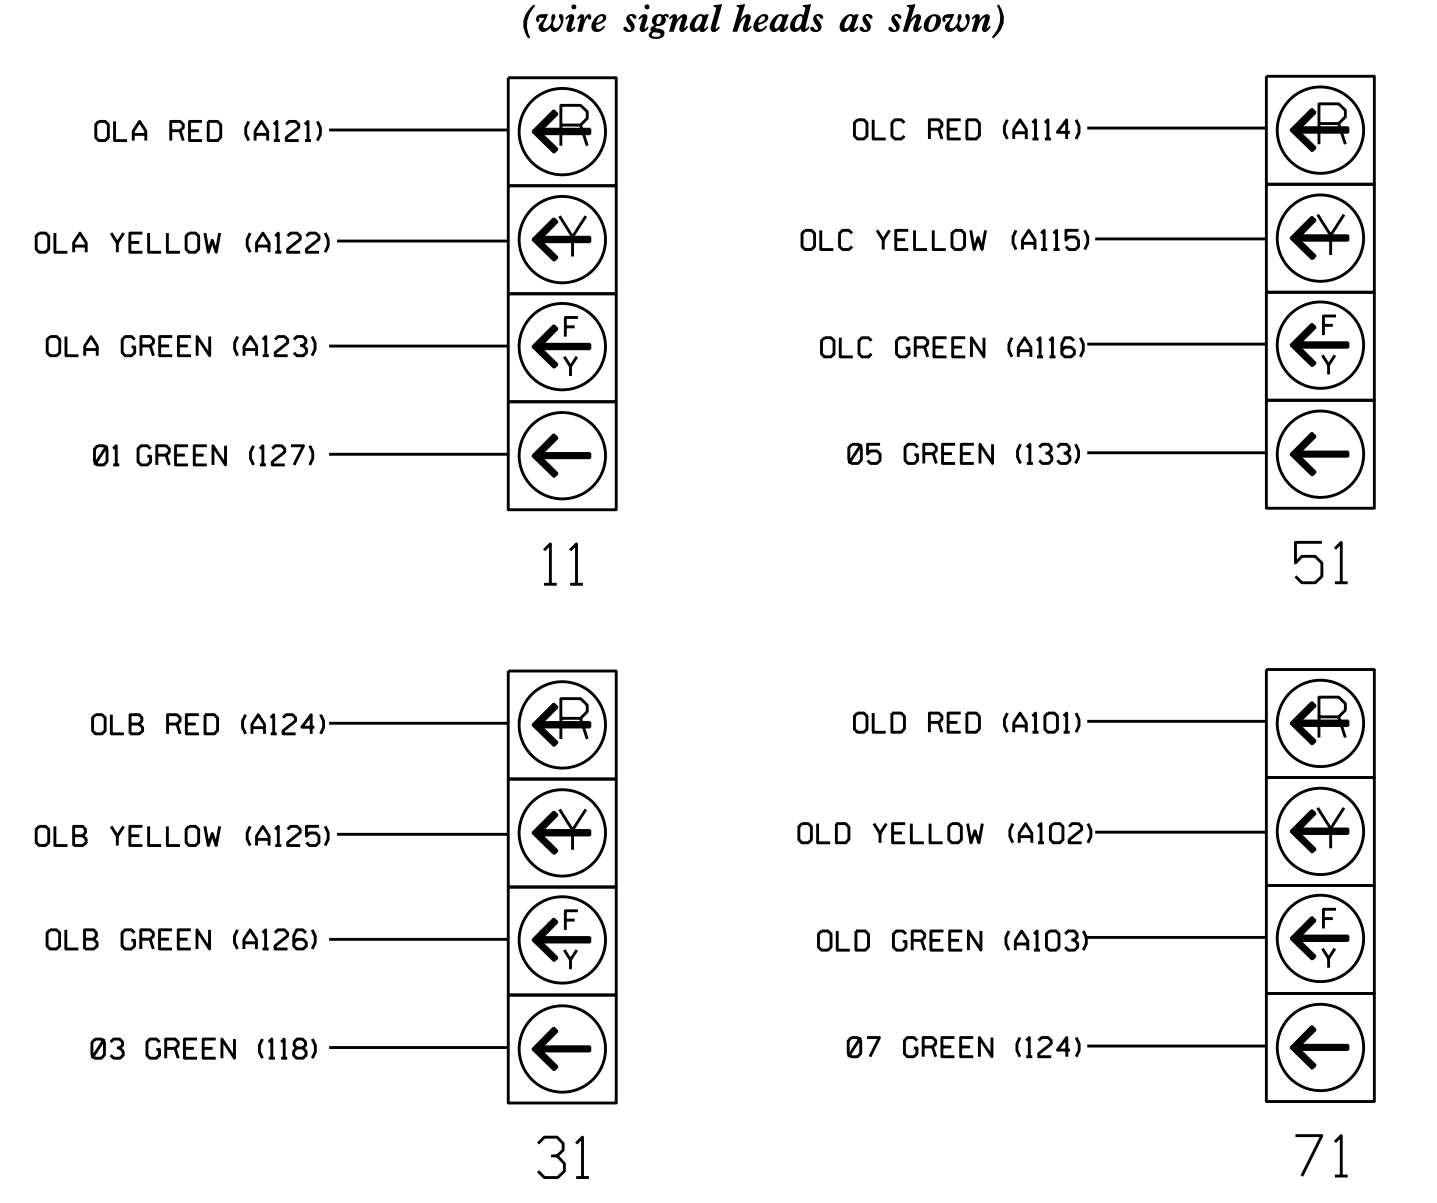 (wire signal heads as shown)
OLA RED (A121)
R
OLA YELLOW (A122)
Y
OLA GREEN (A123)
F
Y
Ø1 GREEN (127)
11
OLC RED (A114)
R
OLC YELLOW (A115)
Y
OLC GREEN (A116)
F
Y
Ø5 GREEN (133)
51
OLB RED (A124)
R
OLB YELLOW (A125)
Y
OLB GREEN (A126)
F
Y
Ø3 GREEN (118)
31
OLD RED (A101)
R
OLD YELLOW (A102)
Y
OLD GREEN (A103)
F
Y
Ø7 GREEN (124)
71